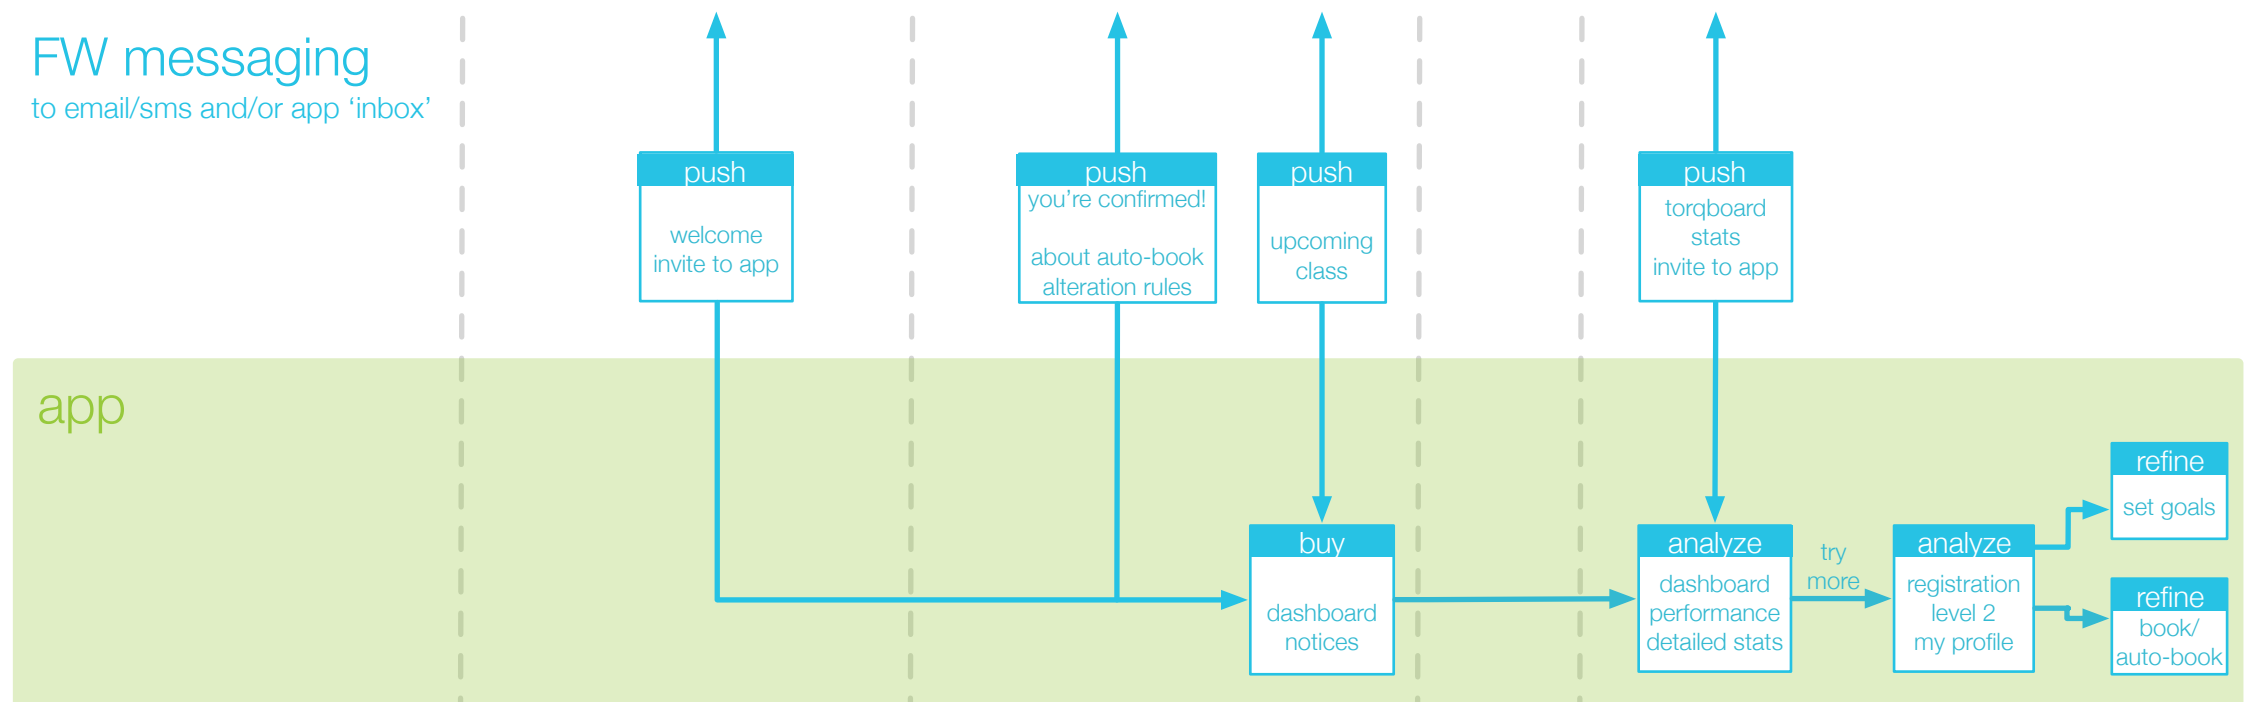 FW messaging
to email/sms and/or app ‘inbox’
push
welcome
invite to app
push
you’re confirmed!
about auto-book
alteration rules
push
upcoming
class
push
torqboard
stats
invite to app
app
buy
dashboard
notices
analyze
dashboard
performance
detailed stats
try
more
analyze
registration
level 2
my profile
refine
set goals
refine
book/
auto-book